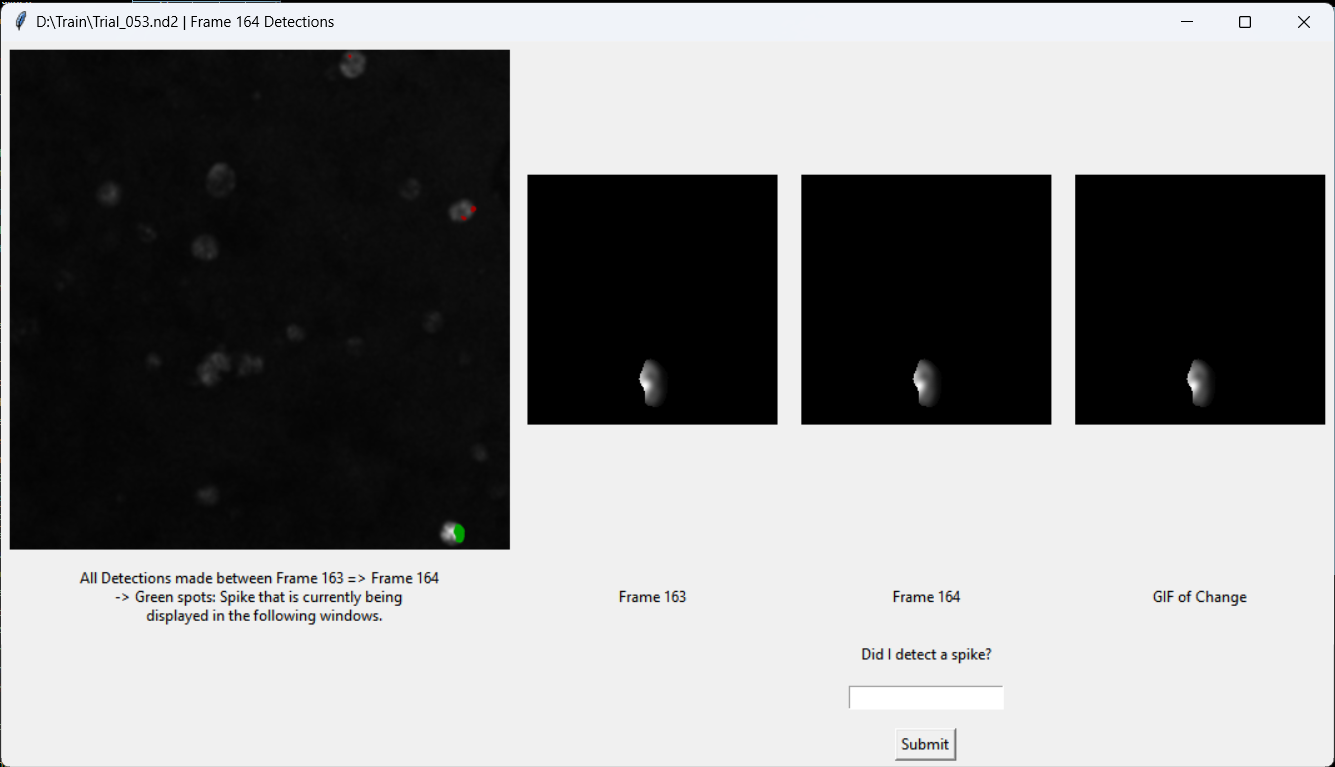 D:\Train\Trial_053.nd2 | Frame 164 Detections
All Detections made between Frame 163 => Frame 164
-> Green spots: Spike that is currently being
displayed in the following windows.
Frame 163
Frame 164
GIF of Change
Did I detect a spike?
Submit